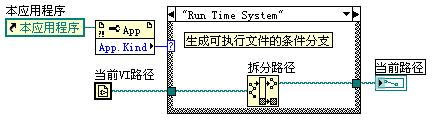 本应用程序
本应用程序
App
App.Kind
"Run Time System"
生成可执行文件的条件分支
当前VI路径
拆分路径
当前路径